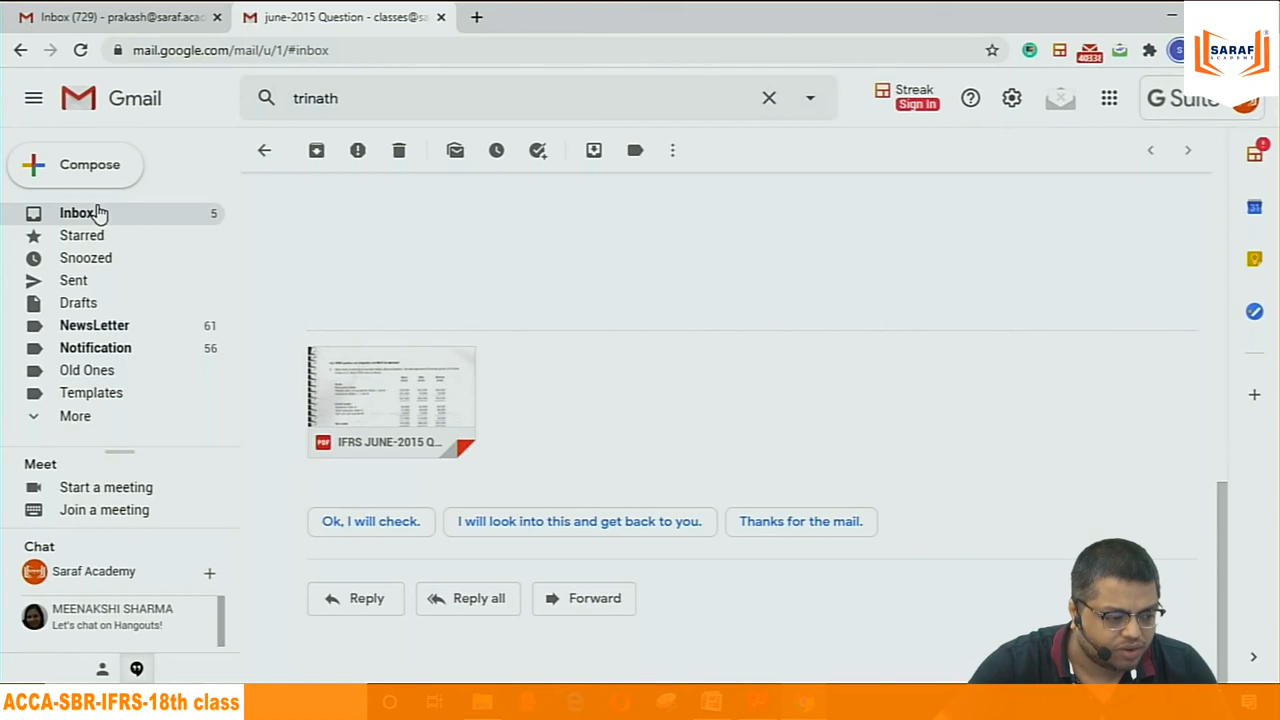 Inbox (729) - prakash@saraf.aca
june-2015 Question - classes@sa
mail.google.com/mail/u/1/#inbox
40331
SARAF
ACADEMY
Gmail
trinath
Streak
Sign In
G Suite
Compose
Inbox 5
Starred
Snoozed
Sent
Drafts
NewsLetter 61
Notification 56
Old Ones
Templates
More
PDF IFRS JUNE-2015 Q...
Meet
Start a meeting
Join a meeting
Ok, I will check.
I will look into this and get back to you.
Thanks for the mail.
Chat
Saraf Academy
MEENAKSHI SHARMA
Let's chat on Hangouts!
Reply
Reply all
Forward
ACCA-SBR-IFRS-18th class